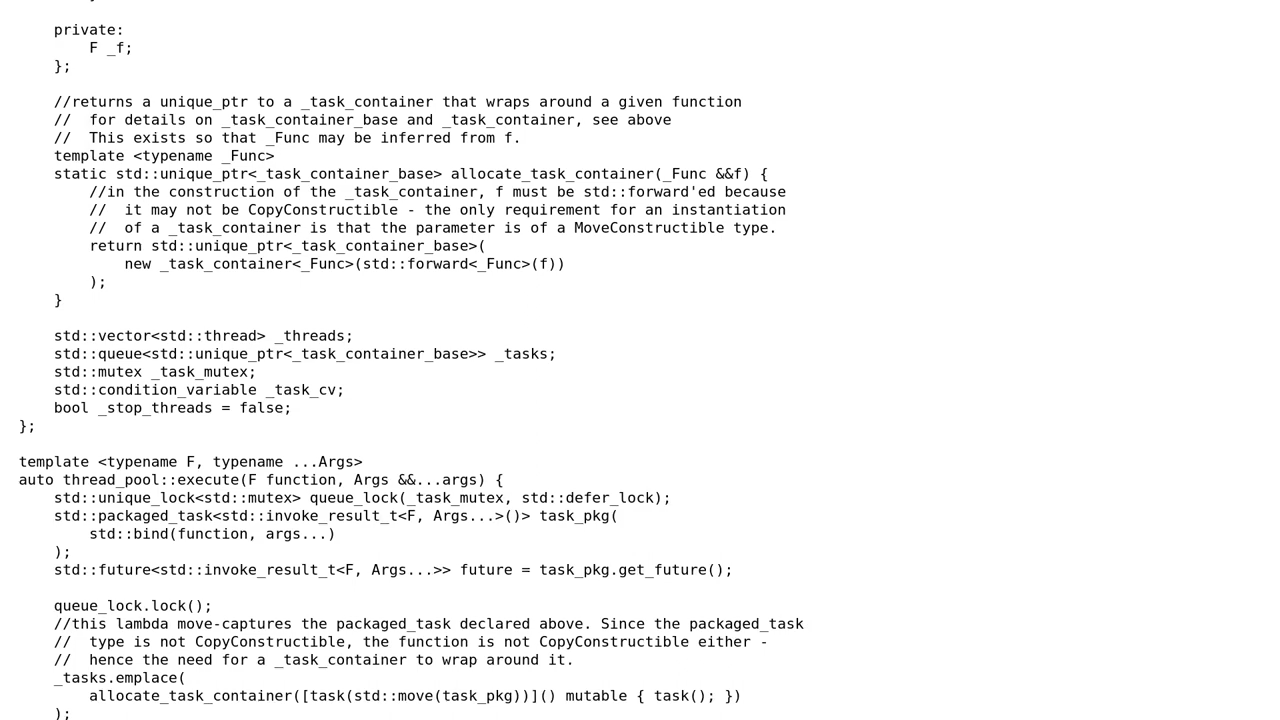 private:
        F _f;
    };

    //returns a unique_ptr to a _task_container that wraps around a given function
    //  for details on _task_container_base and _task_container, see above
    //  This exists so that _Func may be inferred from f.
    template <typename _Func>
    static std::unique_ptr<_task_container_base> allocate_task_container(_Func &&f) {
        //in the construction of the _task_container, f must be std::forward'ed because
        //  it may not be CopyConstructible - the only requirement for an instantiation
        //  of a _task_container is that the parameter is of a MoveConstructible type.
        return std::unique_ptr<_task_container_base>(
            new _task_container<_Func>(std::forward<_Func>(f))
        );
    }

    std::vector<std::thread> _threads;
    std::queue<std::unique_ptr<_task_container_base>> _tasks;
    std::mutex _task_mutex;
    std::condition_variable _task_cv;
    bool _stop_threads = false;
};

template <typename F, typename ...Args>
auto thread_pool::execute(F function, Args &&...args) {
    std::unique_lock<std::mutex> queue_lock(_task_mutex, std::defer_lock);
    std::packaged_task<std::invoke_result_t<F, Args...>()> task_pkg(
        std::bind(function, args...)
    );
    std::future<std::invoke_result_t<F, Args...>> future = task_pkg.get_future();

    queue_lock.lock();
    //this lambda move-captures the packaged_task declared above. Since the packaged_task
    //  type is not CopyConstructible, the function is not CopyConstructible either -
    //  hence the need for a _task_container to wrap around it.
    _tasks.emplace(
        allocate_task_container([task(std::move(task_pkg))]() mutable { task(); })
    );